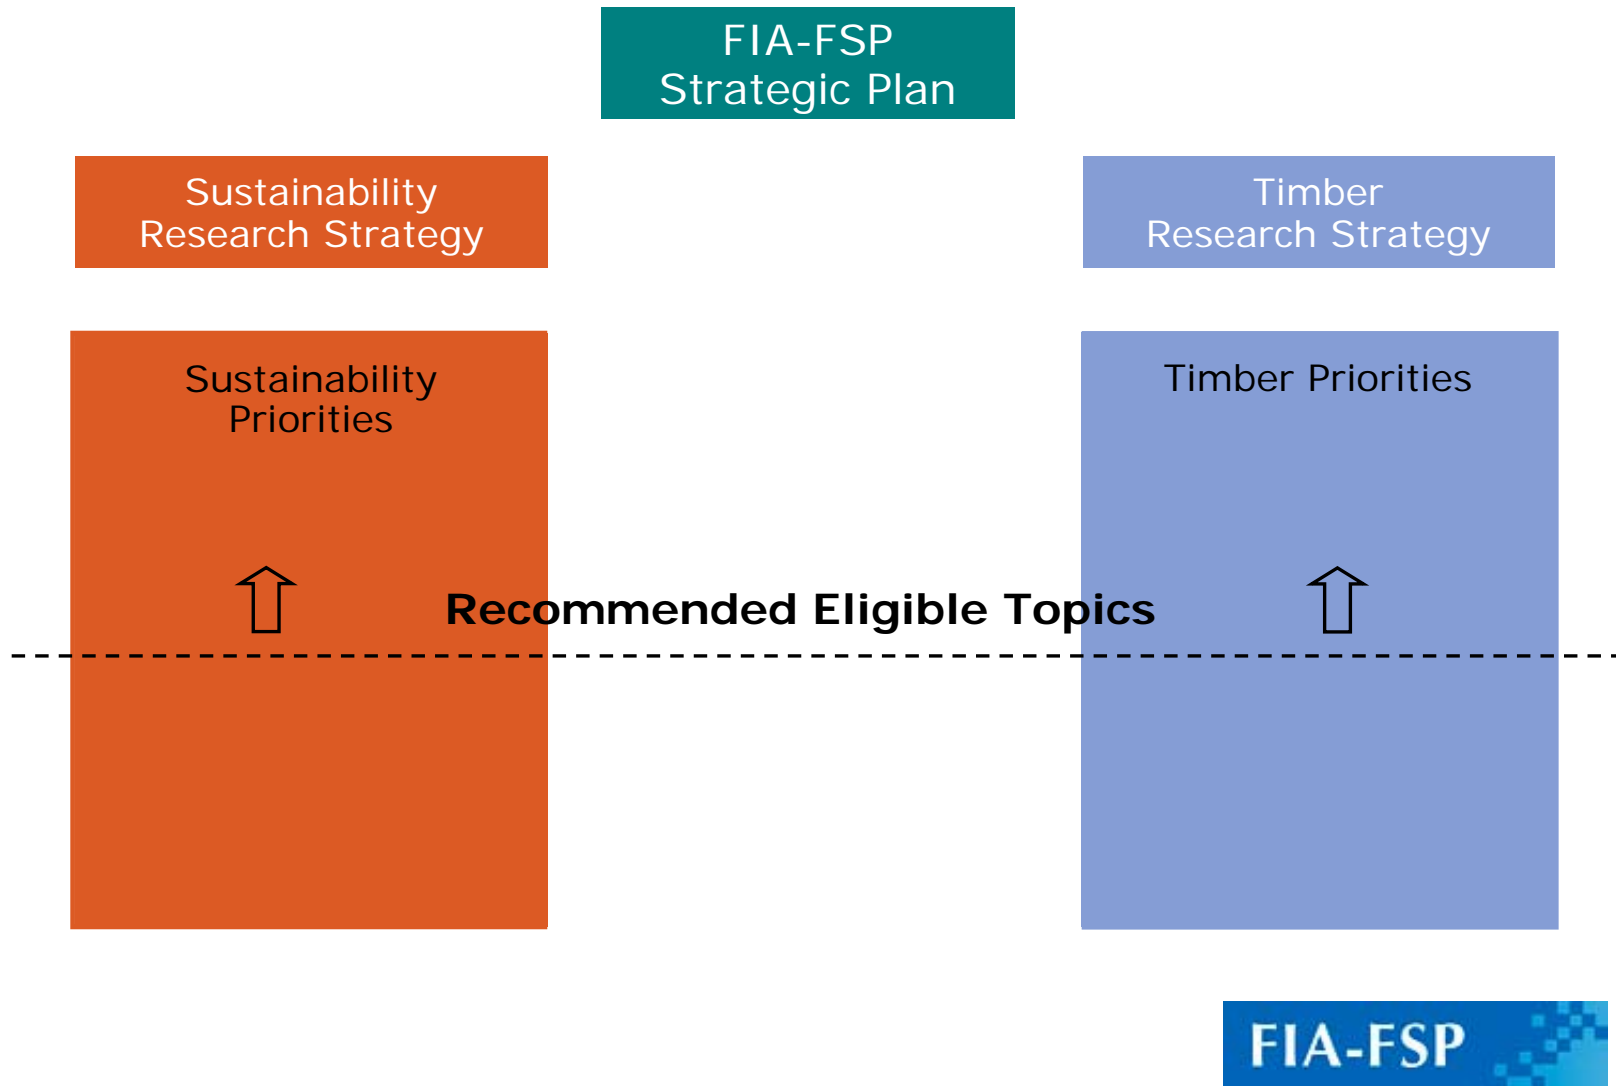 FIA-FSP
Strategic Plan
Sustainability
Research Strategy
Timber
Research Strategy
Sustainability
Priorities
Timber Priorities
Recommended Eligible Topics
FIA-FSP